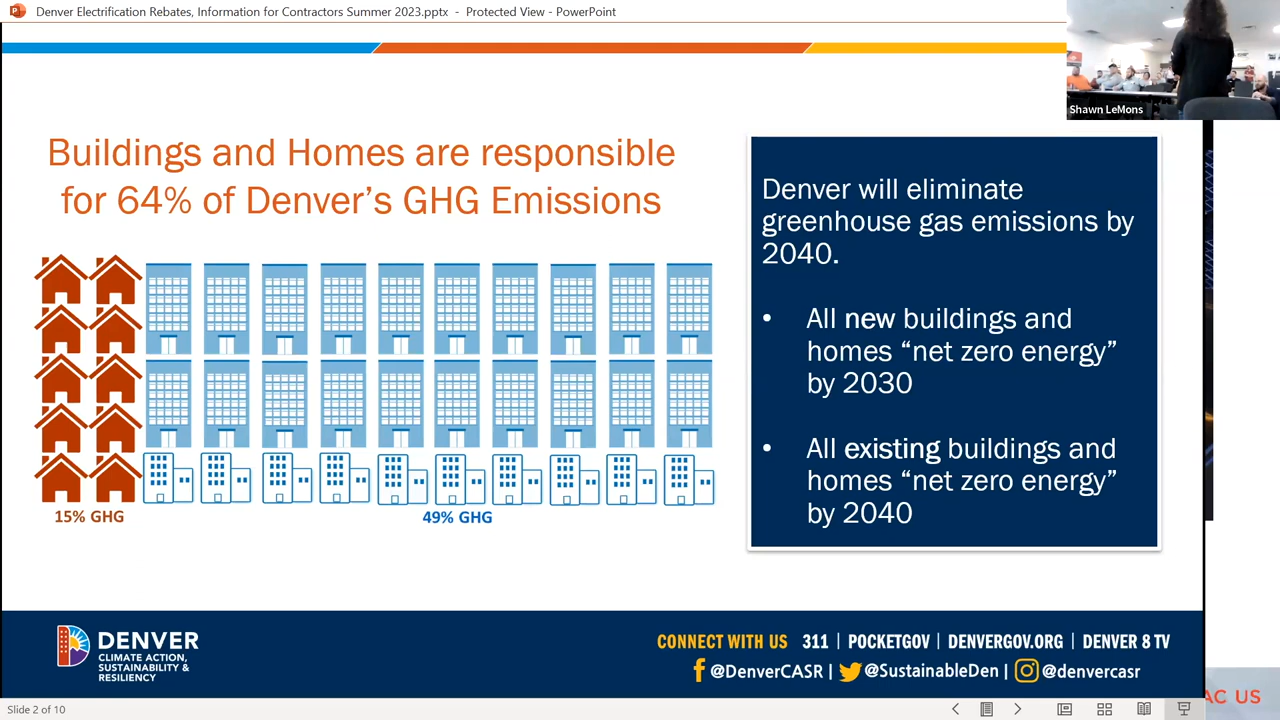 Denver Electrification Rebates, Information for Contractors Summer 2023.pptx - Protected View - PowerPoint
Shawn LeMons
Buildings and Homes are responsible
for 64% of Denver's GHG Emissions
15% GHG
49% GHG
Denver will eliminate
greenhouse gas emissions by
2040.
• All new buildings and
homes “net zero energy”
by 2030
• All existing buildings and
homes “net zero energy”
by 2040
DENVER
CLIMATE ACTION,
SUSTAINABILITY &
RESILIENCY
CONNECT WITH US 311 | POCKETGOV | DENVERGOV.ORG | DENVER 8 TV
@DenverCASR | @SustainableDen | @denvercasr
Slide 2 of 10
AC US